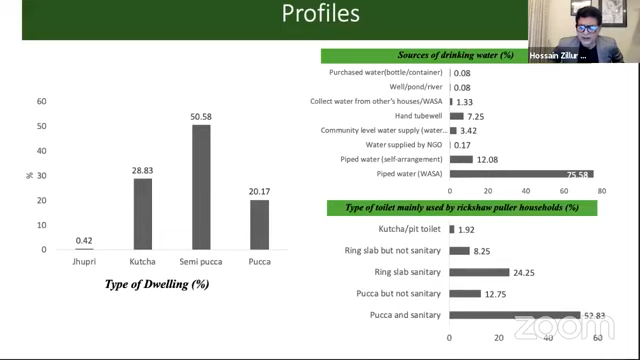 Profiles
Hossain Zillur ...
Sources of drinking water (%)
Purchased water(bottle/container) 0.08
Well/pond/river 0.08
Collect water from other's houses/WASA 1.33
Hand tubewell 7.25
Community level water supply (water... 3.42
Water supplied by NGO 0.17
Piped water (self-arrangement) 12.08
Piped water (WASA) 75.58
0 20 40 60 80
60
50
40
30
20
10
0
%
0.42 28.83 50.58 20.17
Jhupri Kutcha Semi pucca Pucca
Type of Dwelling (%)
Type of toilet mainly used by rickshaw puller households (%)
Kutcha/pit toilet 1.92
Ring slab but not sanitary 8.25
Ring slab sanitary 24.25
Pucca but not sanitary 12.75
Pucca and sanitary 52.83
0 20 40 60
zoom